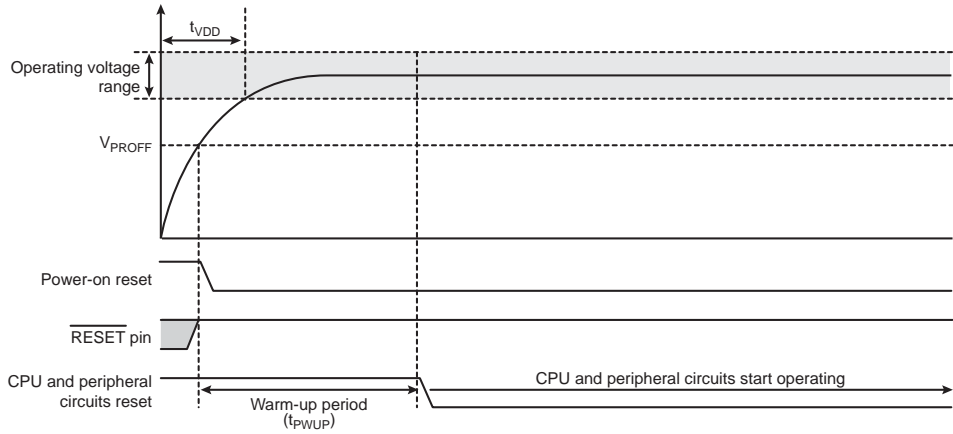 tVDD
Operating voltage
range
VPROFF
Power-on reset
RESET pin
CPU and peripheral
circuits reset
CPU and peripheral circuits start operating
Warm-up period
(tPWUP)